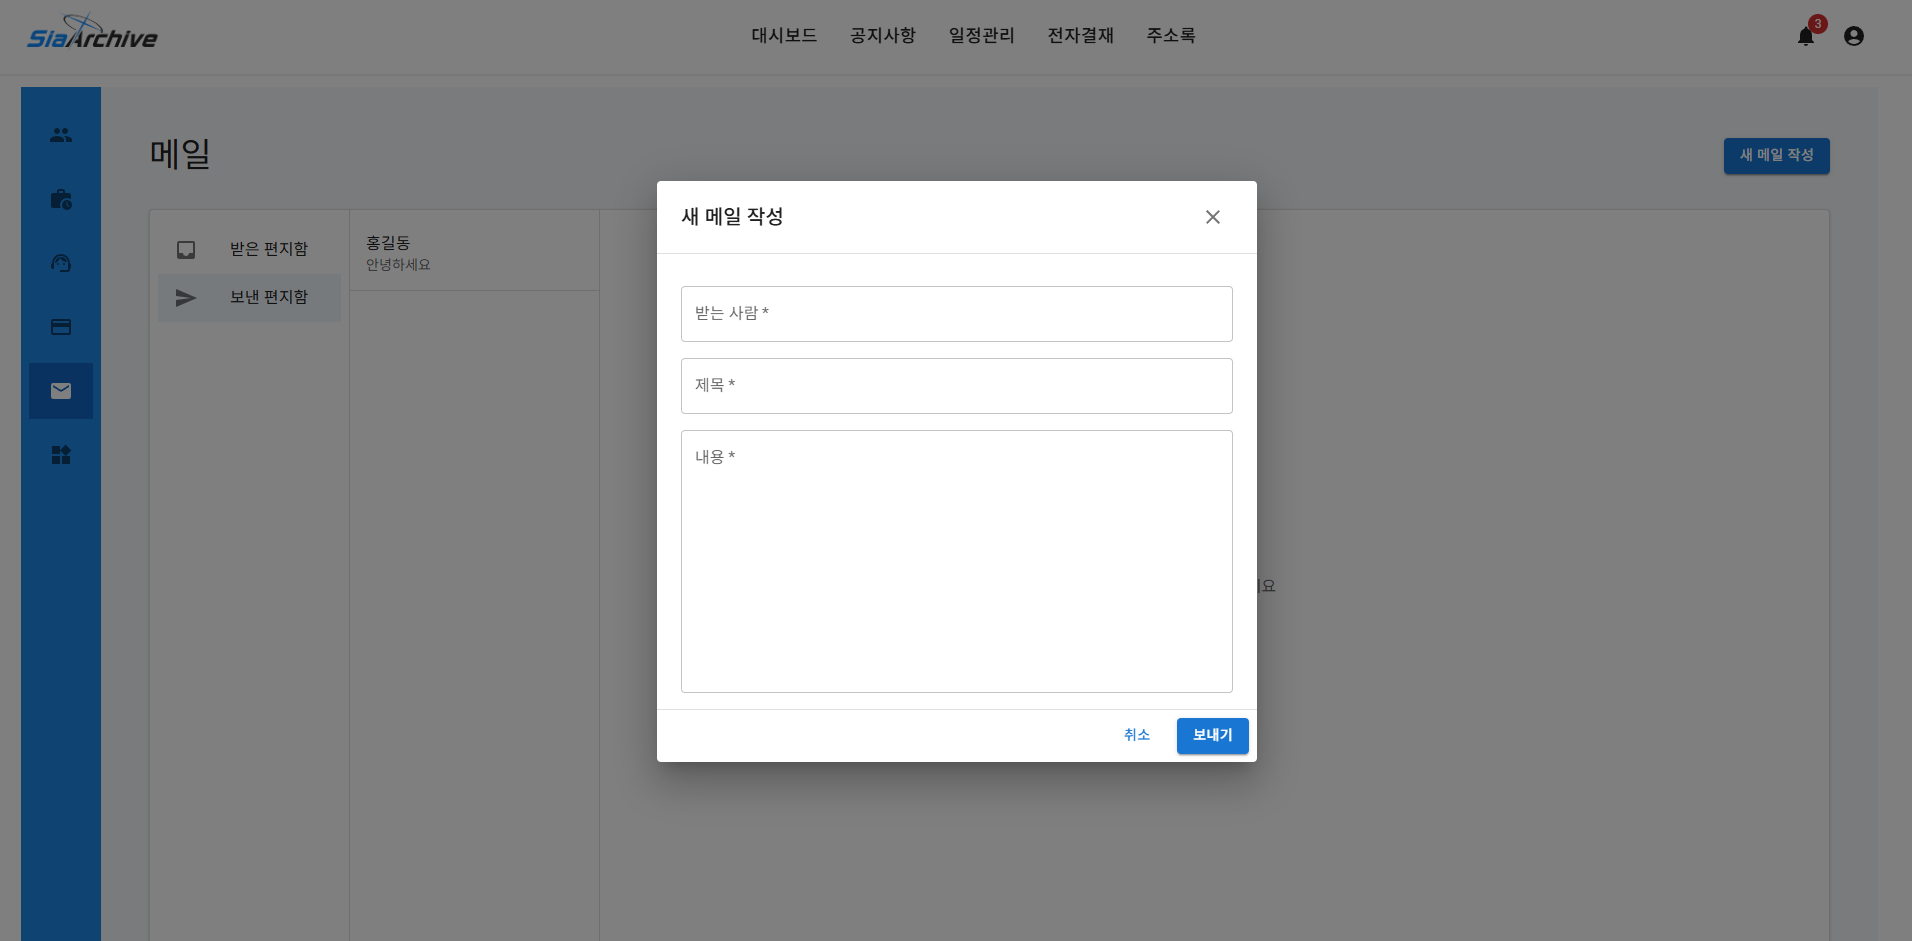 SiaArchive
대시보드 공지사항 일정관리 전자결재 주소록
3
메일
새 메일 작성
받은 편지함
보낸 편지함
홍길동
안녕하세요
새 메일 작성
받는 사람 *
제목 *
내용 *
요
취소 보내기